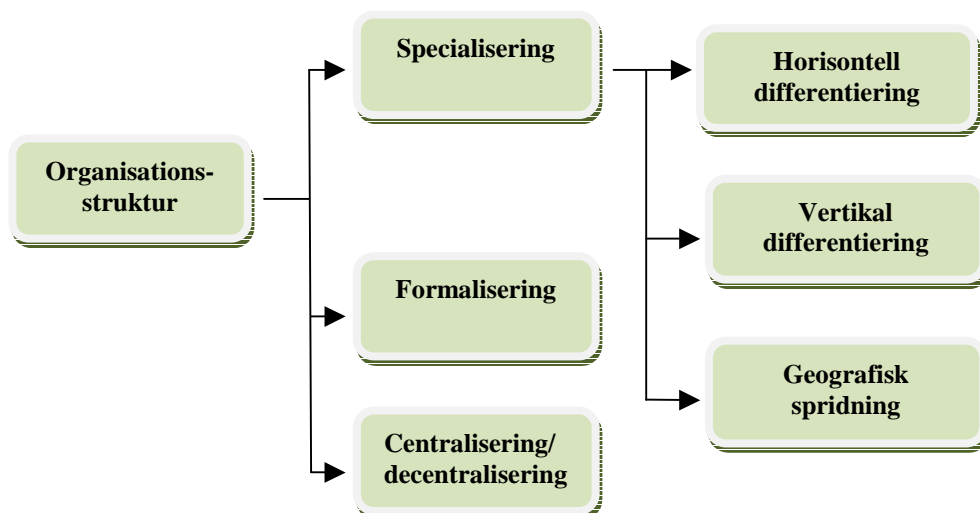 Organisations-
struktur
Specialisering
Formalisering
Centralisering/
decentralisering
Horisontell
differentiering
Vertikal
differentiering
Geografisk
spridning